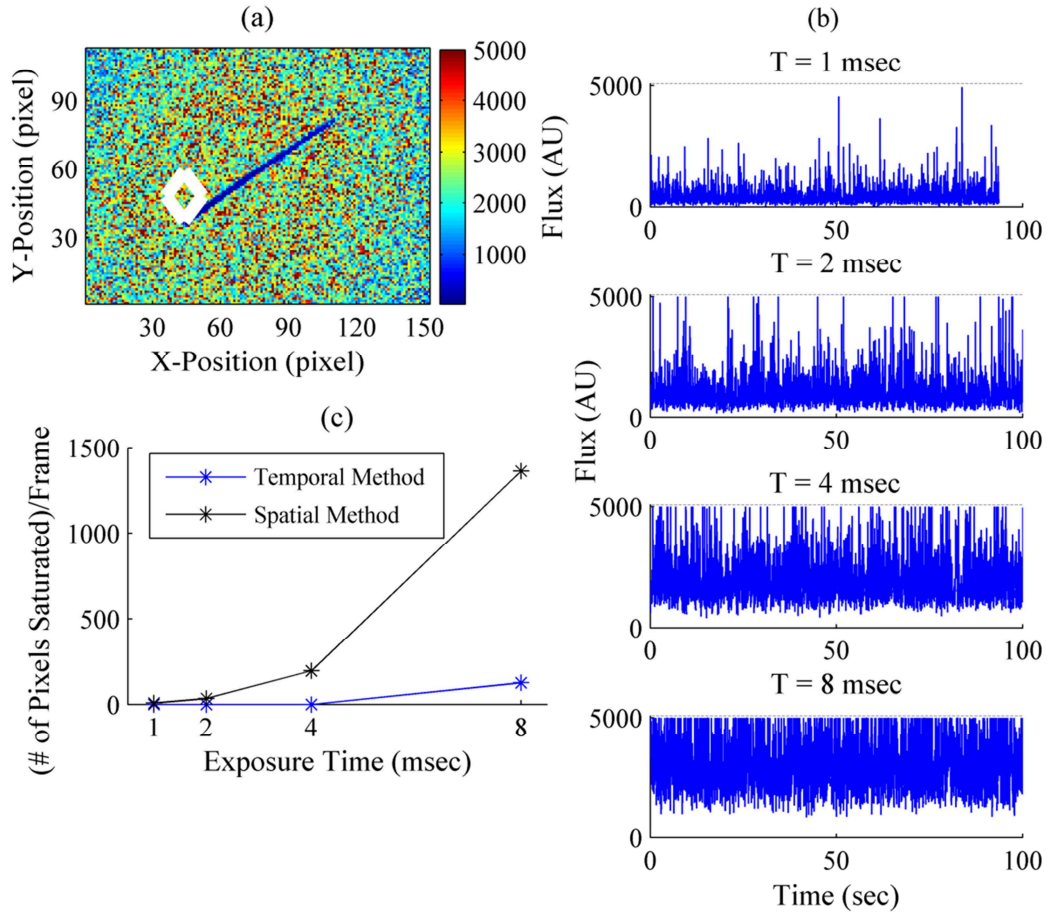 (a)
Y-Position (pixel)
90
60
30
30 60 90 120 150
X-Position (pixel)
5000
4000
3000
2000
1000
Flux (AU)
(b)
T = 1 msec
5000
0
0 50 100
T = 2 msec
5000
0
0 50 100
Flux (AU)
T = 4 msec
5000
0
0 50 100
T = 8 msec
5000
0
0 50 100
Time (sec)
(c)
(# of Pixels Saturated)/Frame
1500
1000
500
0
Temporal Method
Spatial Method
1 2 4 8
Exposure Time (msec)